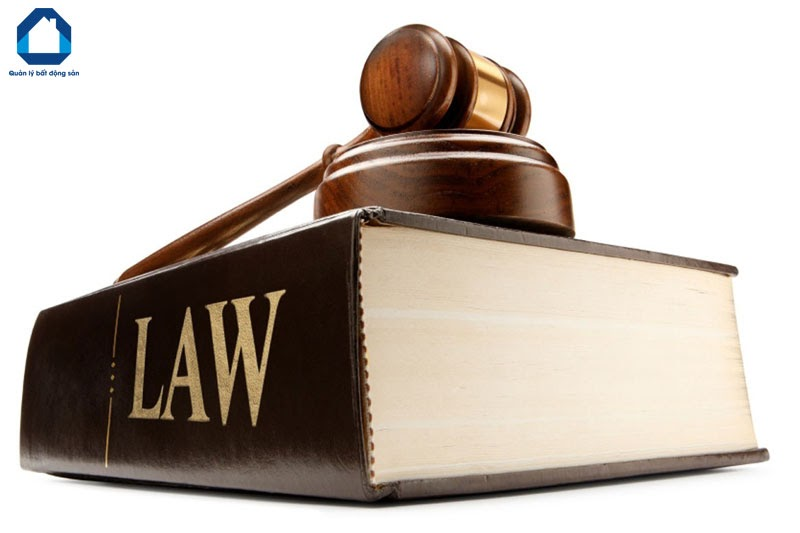 Quản lý bất động sản
LAW